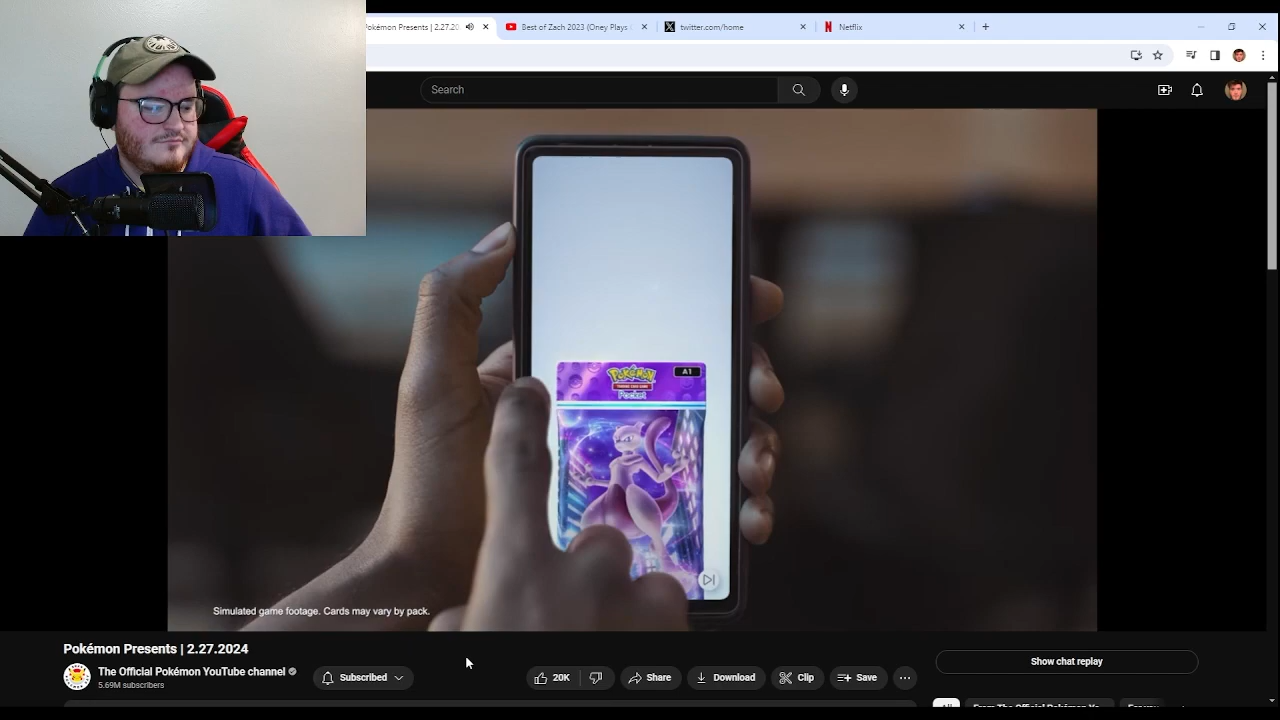 Pokémon Presents | 2.27.20
Best of Zach 2023 (Oney Plays
twitter.com/home
Netflix
Search
POKÉMON
TRADING CARD GAME
Pocket
A1
Simulated game footage. Cards may vary by pack.
Pokémon Presents | 2.27.2024
The Official Pokémon YouTube channel
5.69M subscribers
Subscribed
20K
Share
Download
Clip
Save
Show chat replay